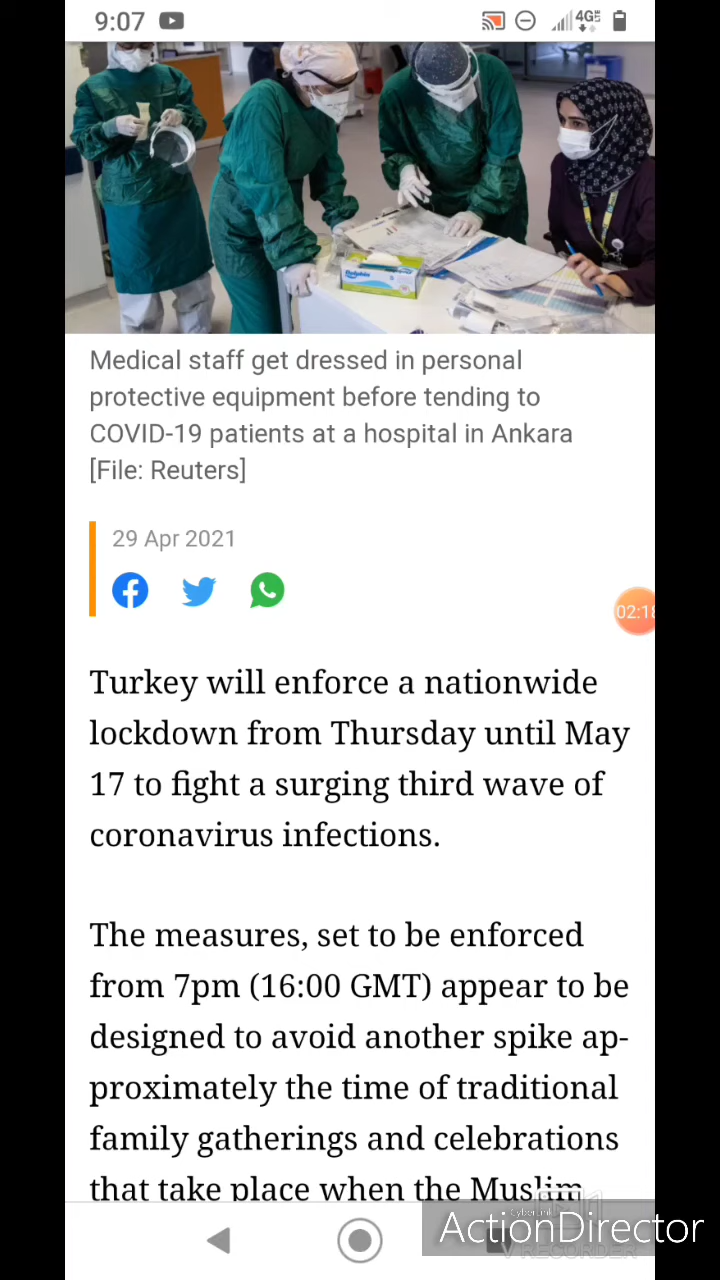 9:07
4G
Medical staff get dressed in personal
protective equipment before tending to
COVID-19 patients at a hospital in Ankara
[File: Reuters]
29 Apr 2021
02:18
Turkey will enforce a nationwide
lockdown from Thursday until May
17 to fight a surging third wave of
coronavirus infections.
The measures, set to be enforced
from 7pm (16:00 GMT) appear to be
designed to avoid another spike ap-
proximately the time of traditional
family gatherings and celebrations
that take place when the Muslim
CyberLink
ActionDirector
RECORDER